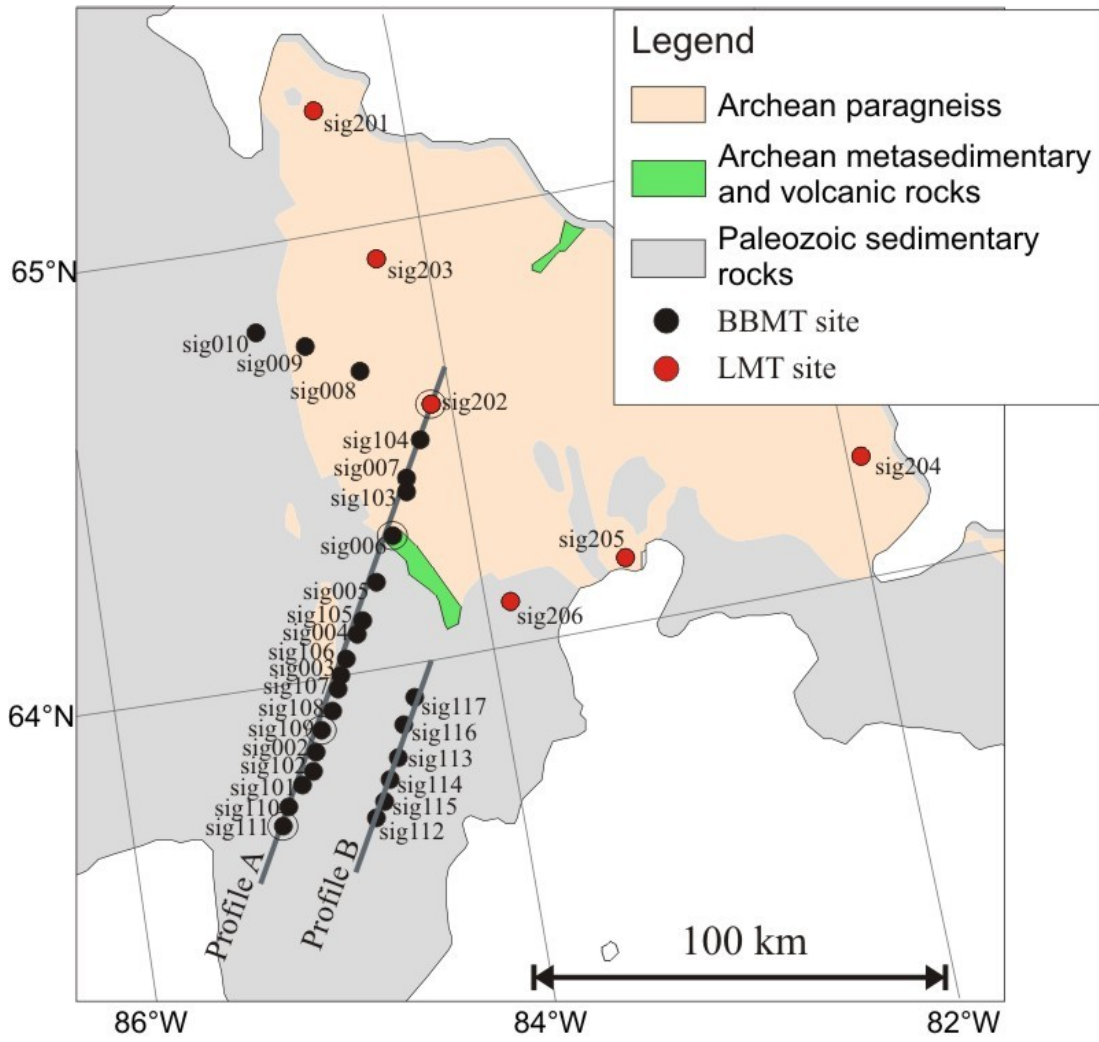 Legend
Archean paragneiss
Archean metasedimentary
and volcanic rocks
Paleozoic sedimentary
rocks
BBMT site
LMT site
sig201
65°N
sig203
sig010
sig009
sig008
sig202
sig104
sig204
sig007
sig103
sig006
sig205
sig005
sig206
sig105
sig004
sig106
sig003
sig107
64°N
sig108
sig117
sig109
sig116
sig002
sig113
sig102
sig114
sig101
sig115
sig110
sig112
sig111
Profile A
Profile B
100 km
86°W
84°W
82°W